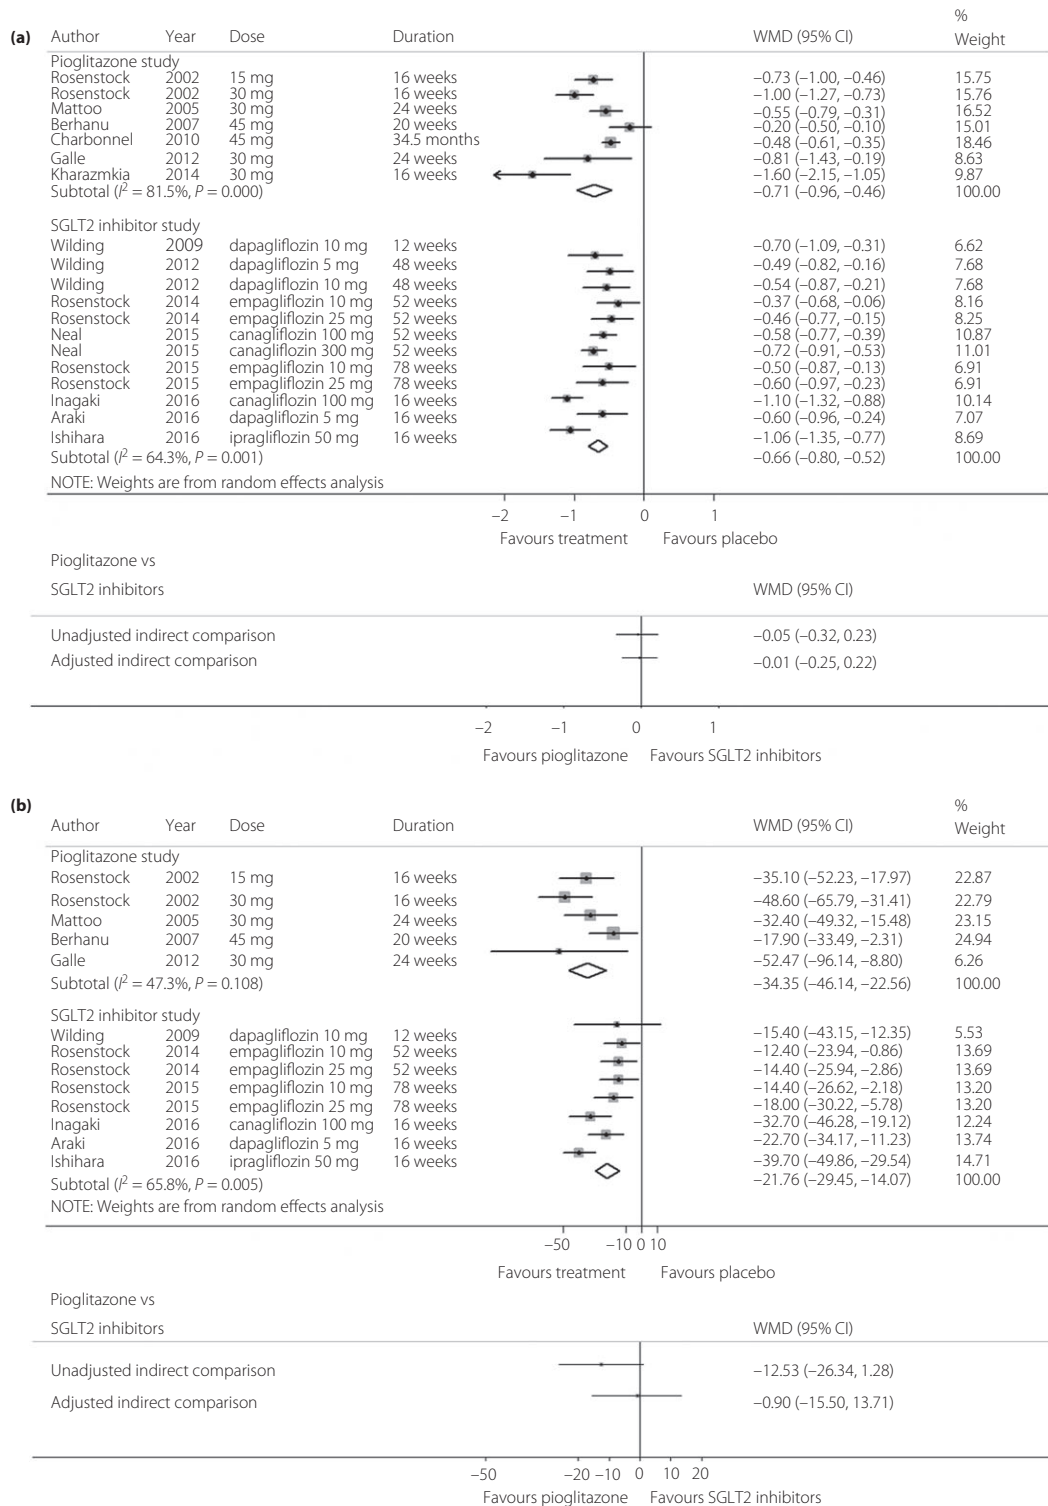 (a) Author Year Dose Duration WMD (95% CI) % Weight
Pioglitazone study
Rosenstock 2002 15 mg 16 weeks −0.73 (−1.00, −0.46) 15.75
Rosenstock 2002 30 mg 16 weeks −1.00 (−1.27, −0.73) 15.76
Mattoo 2005 30 mg 24 weeks −0.55 (−0.79, −0.31) 16.52
Berhanu 2007 45 mg 20 weeks −0.20 (−0.50, −0.10) 15.01
Charbonnel 2010 45 mg 34.5 months −0.48 (−0.61, −0.35) 18.46
Galle 2012 30 mg 24 weeks −0.81 (−1.43, −0.19) 8.63
Kharazmkia 2014 30 mg 16 weeks −1.60 (−2.15, −1.05) 9.87
Subtotal (I² = 81.5%, P = 0.000) −0.71 (−0.96, −0.46) 100.00
SGLT2 inhibitor study
Wilding 2009 dapagliflozin 10 mg 12 weeks −0.70 (−1.09, −0.31) 6.62
Wilding 2012 dapagliflozin 5 mg 48 weeks −0.49 (−0.82, −0.16) 7.68
Wilding 2012 dapagliflozin 10 mg 48 weeks −0.54 (−0.87, −0.21) 7.68
Rosenstock 2014 empagliflozin 10 mg 52 weeks −0.37 (−0.68, −0.06) 8.16
Rosenstock 2014 empagliflozin 25 mg 52 weeks −0.46 (−0.77, −0.15) 8.25
Neal 2015 canagliflozin 100 mg 52 weeks −0.58 (−0.77, −0.39) 10.87
Neal 2015 canagliflozin 300 mg 52 weeks −0.72 (−0.91, −0.53) 11.01
Rosenstock 2015 empagliflozin 10 mg 78 weeks −0.50 (−0.87, −0.13) 6.91
Rosenstock 2015 empagliflozin 25 mg 78 weeks −0.60 (−0.97, −0.23) 6.91
Inagaki 2016 canagliflozin 100 mg 16 weeks −1.10 (−1.32, −0.88) 10.14
Araki 2016 dapagliflozin 5 mg 16 weeks −0.60 (−0.96, −0.24) 7.07
Ishihara 2016 ipragliflozin 50 mg 16 weeks −1.06 (−1.35, −0.77) 8.69
Subtotal (I² = 64.3%, P = 0.001) −0.66 (−0.80, −0.52) 100.00
NOTE: Weights are from random effects analysis
−2 −1 0 1
Favours treatment Favours placebo
Pioglitazone vs
SGLT2 inhibitors WMD (95% CI)
Unadjusted indirect comparison −0.05 (−0.32, 0.23)
Adjusted indirect comparison −0.01 (−0.25, 0.22)
−2 −1 0 1
Favours pioglitazone Favours SGLT2 inhibitors
(b) Author Year Dose Duration WMD (95% CI) % Weight
Pioglitazone study
Rosenstock 2002 15 mg 16 weeks −35.10 (−52.23, −17.97) 22.87
Rosenstock 2002 30 mg 16 weeks −48.60 (−65.79, −31.41) 22.79
Mattoo 2005 30 mg 24 weeks −32.40 (−49.32, −15.48) 23.15
Berhanu 2007 45 mg 20 weeks −17.90 (−33.49, −2.31) 24.94
Galle 2012 30 mg 24 weeks −52.47 (−96.14, −8.80) 6.26
Subtotal (I² = 47.3%, P = 0.108) −34.35 (−46.14, −22.56) 100.00
SGLT2 inhibitor study
Wilding 2009 dapagliflozin 10 mg 12 weeks −15.40 (−43.15, −12.35) 5.53
Rosenstock 2014 empagliflozin 10 mg 52 weeks −12.40 (−23.94, −0.86) 13.69
Rosenstock 2014 empagliflozin 25 mg 52 weeks −14.40 (−25.94, −2.86) 13.69
Rosenstock 2015 empagliflozin 10 mg 78 weeks −14.40 (−26.62, −2.18) 13.20
Rosenstock 2015 empagliflozin 25 mg 78 weeks −18.00 (−30.22, −5.78) 13.20
Inagaki 2016 canagliflozin 100 mg 16 weeks −32.70 (−46.28, −19.12) 12.24
Araki 2016 dapagliflozin 5 mg 16 weeks −22.70 (−34.17, −11.23) 13.74
Ishihara 2016 ipragliflozin 50 mg 16 weeks −39.70 (−49.86, −29.54) 14.71
Subtotal (I² = 65.8%, P = 0.005) −21.76 (−29.45, −14.07) 100.00
NOTE: Weights are from random effects analysis
−50 −10 0 10
Favours treatment Favours placebo
Pioglitazone vs
SGLT2 inhibitors WMD (95% CI)
Unadjusted indirect comparison −12.53 (−26.34, 1.28)
Adjusted indirect comparison −0.90 (−15.50, 13.71)
−50 −20 −10 0 10 20
Favours pioglitazone Favours SGLT2 inhibitors